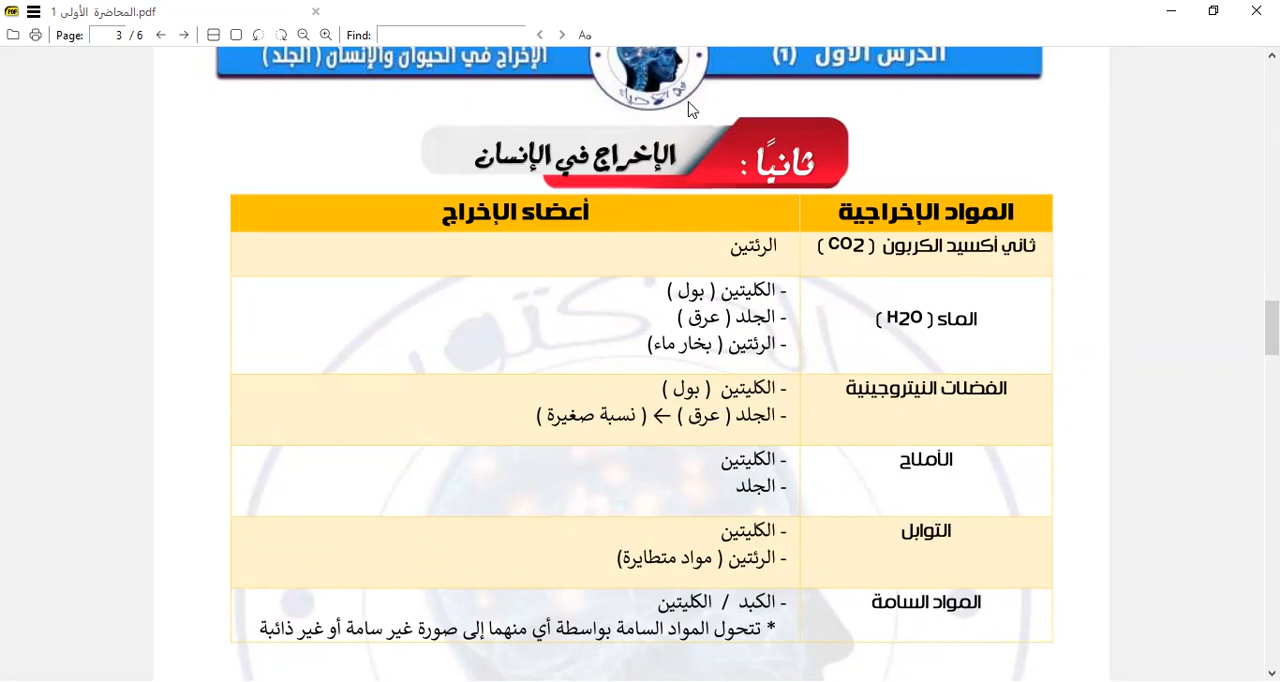 المحاضرة الأولى 1.pdf
Page: 3 / 6 Find: Aa
الدرس الأول (1)
الإخراج في الحيوان والإنسان ( الجلد )
ثانيًا :
الإخراج في الإنسان
المواد الإخراجية
أعضاء الإخراج
ثاني أكسيد الكربون ( CO2 )
الرئتين
الماء ( H2O )
- الكليتين ( بول )
- الجلد ( عرق )
- الرئتين ( بخار ماء)
الفضلات النيتروجينية
- الكليتين ( بول )
- الجلد ( عرق ) ← ( نسبة صغيرة )
الأملاح
- الكليتين
- الجلد
التوابل
- الكليتين
- الرئتين ( مواد متطايرة)
المواد السامة
- الكبد / الكليتين
* تتحول المواد السامة بواسطة أي منهما إلى صورة غير سامة أو غير ذائبة